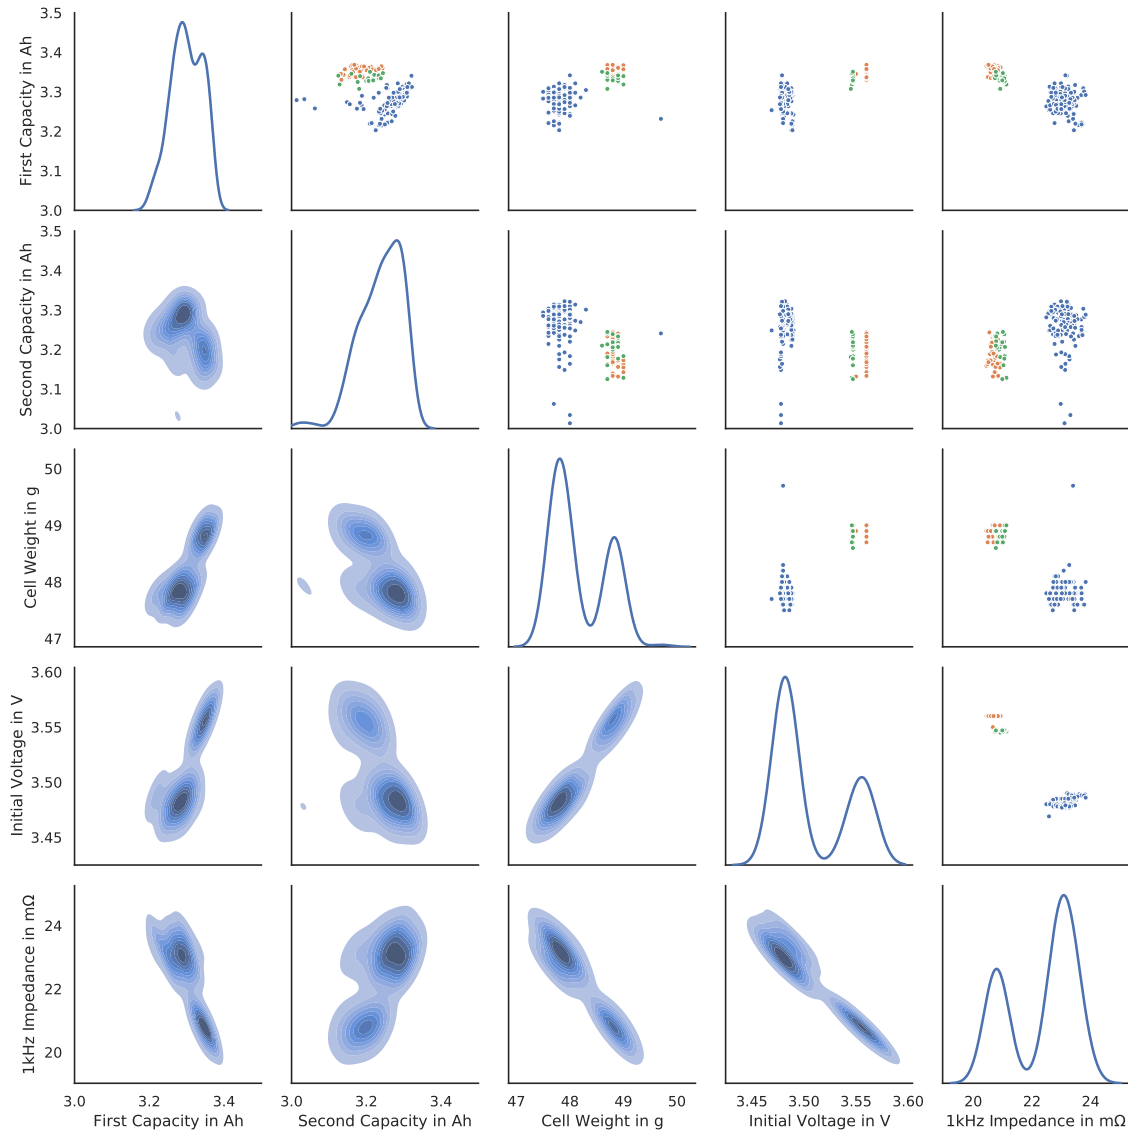 3.5
3.4
3.3
3.2
3.1
3.0
First Capacity in Ah
3.5
3.4
3.3
3.2
3.1
3.0
Second Capacity in Ah
50
49
48
47
Cell Weight in g
3.60
3.55
3.50
3.45
Initial Voltage in V
24
22
20
1kHz Impedance in mΩ
3.0 3.2 3.4
First Capacity in Ah
3.0 3.2 3.4
Second Capacity in Ah
47 48 49 50
Cell Weight in g
3.45 3.50 3.55 3.60
Initial Voltage in V
20 22 24
1kHz Impedance in mΩ